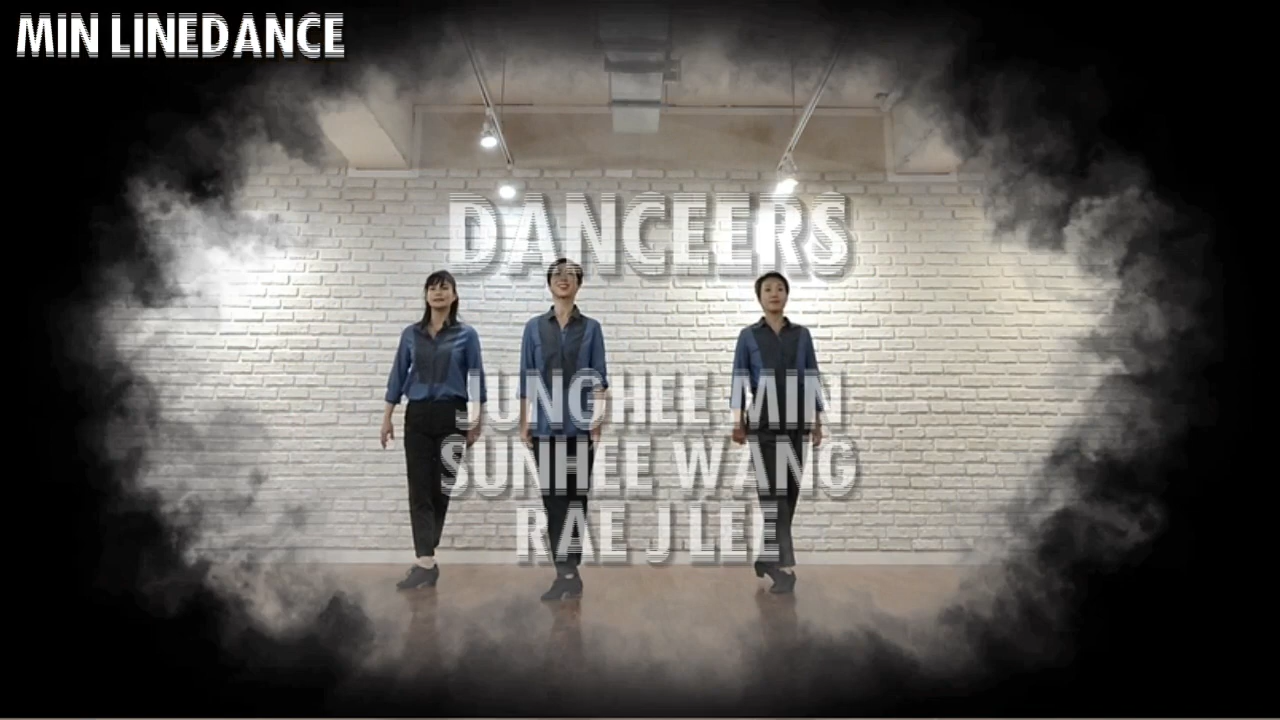 MIN LINEDANCE
DANCEERS
JUNGHEE MIN
SUNHEE WANG
RAE J LEE